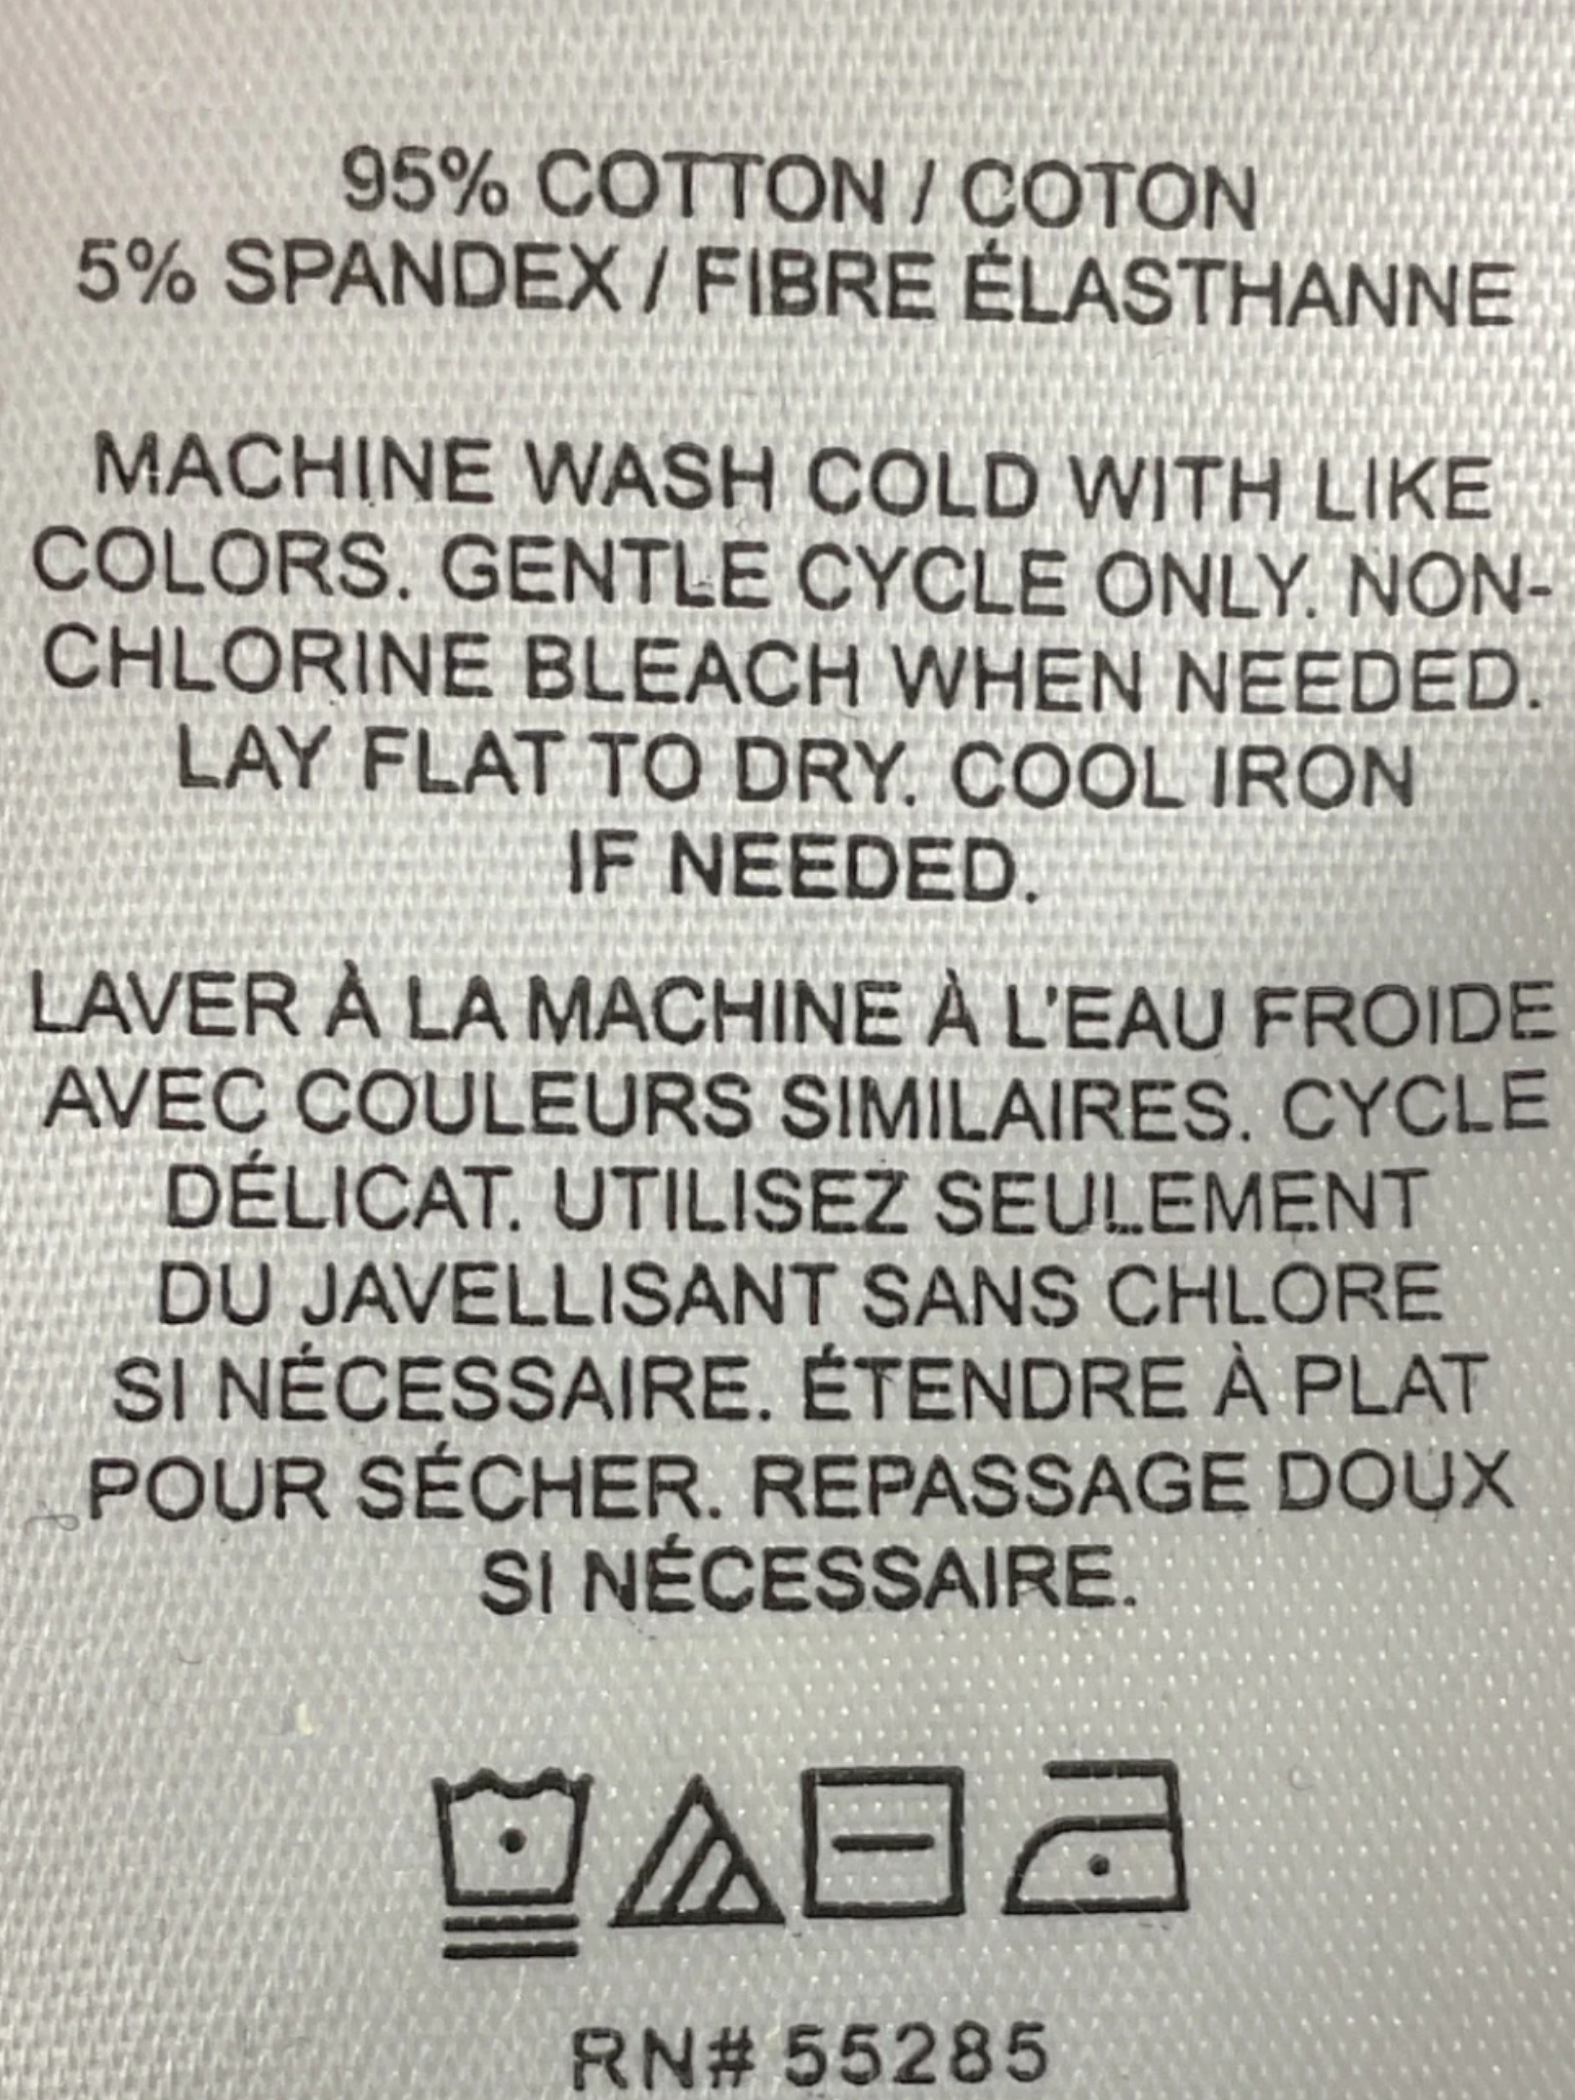 95% COTTON / COTON
5% SPANDEX / FIBRE ÉLASTHANNE
MACHINE WASH COLD WITH LIKE
COLORS. GENTLE CYCLE ONLY. NON-
CHLORINE BLEACH WHEN NEEDED.
LAY FLAT TO DRY. COOL IRON
IF NEEDED.
LAVER À LA MACHINE À L'EAU FROIDE
AVEC COULEURS SIMILAIRES. CYCLE
DÉLICAT. UTILISEZ SEULEMENT
DU JAVELLISANT SANS CHLORE
SI NÉCESSAIRE. ÉTENDRE À PLAT
POUR SÉCHER. REPASSAGE DOUX
SI NÉCESSAIRE.
RN# 55285